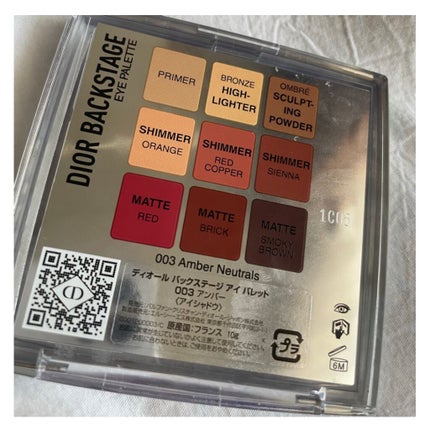 DIOR BACKSTAGE
EYE PALETTE
PRIMER
BRONZE
HIGH-
LIGHTER
OMBRÉ
SCULPT-
ING
POWDER
SHIMMER
ORANGE
SHIMMER
RED
COPPER
SHIMMER
SIENNA
MATTE
RED
MATTE
BRICK
MATTE
SMOKY
BROWN
1C05
003 Amber Neutrals
ディオール バックステージ アイ パレット
003 アンバー
〈アイシャドウ〉
原産国:フランス 10g
プラ
6M